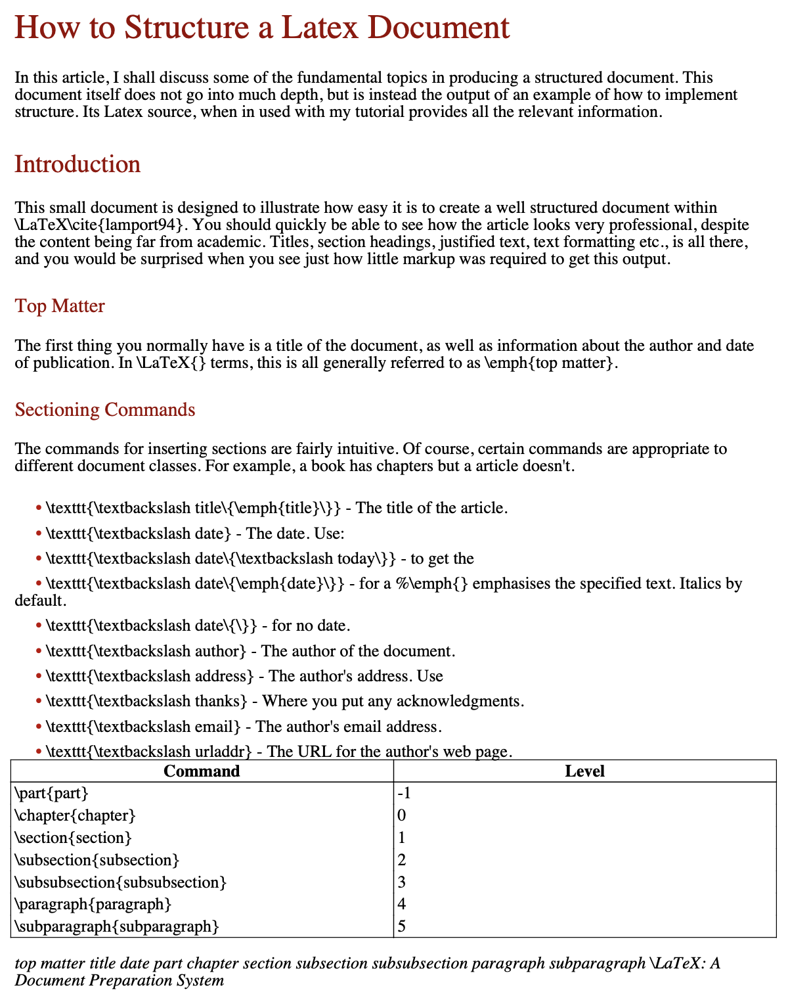 How to Structure a Latex Document
In this article, I shall discuss some of the fundamental topics in producing a structured document. This
document itself does not go into much depth, but is instead the output of an example of how to implement
structure. Its Latex source, when in used with my tutorial provides all the relevant information.
Introduction
This small document is designed to illustrate how easy it is to create a well structured document within
\LaTeX\cite{lamport94}. You should quickly be able to see how the article looks very professional, despite
the content being far from academic. Titles, section headings, justified text, text formatting etc., is all there,
and you would be surprised when you see just how little markup was required to get this output.
Top Matter
The first thing you normally have is a title of the document, as well as information about the author and date
of publication. In \LaTeX{} terms, this is all generally referred to as \emph{top matter}.
Sectioning Commands
The commands for inserting sections are fairly intuitive. Of course, certain commands are appropriate to
different document classes. For example, a book has chapters but a article doesn't.
• \texttt{\textbackslash title\{\emph{title}\}} - The title of the article.
• \texttt{\textbackslash date} - The date. Use:
• \texttt{\textbackslash date\{\textbackslash today\}} - to get the
• \texttt{\textbackslash date\{\emph{date}\}} - for a %\emph{} emphasises the specified text. Italics by
default.
• \texttt{\textbackslash date\{\}} - for no date.
• \texttt{\textbackslash author} - The author of the document.
• \texttt{\textbackslash address} - The author's address. Use
• \texttt{\textbackslash thanks} - Where you put any acknowledgments.
• \texttt{\textbackslash email} - The author's email address.
• \texttt{\textbackslash urladdr} - The URL for the author's web page.
Command Level
\part{part} -1
\chapter{chapter} 0
\section{section} 1
\subsection{subsection} 2
\subsubsection{subsubsection} 3
\paragraph{paragraph} 4
\subparagraph{subparagraph} 5
top matter title date part chapter section subsection subsubsection paragraph subparagraph \LaTeX: A
Document Preparation System